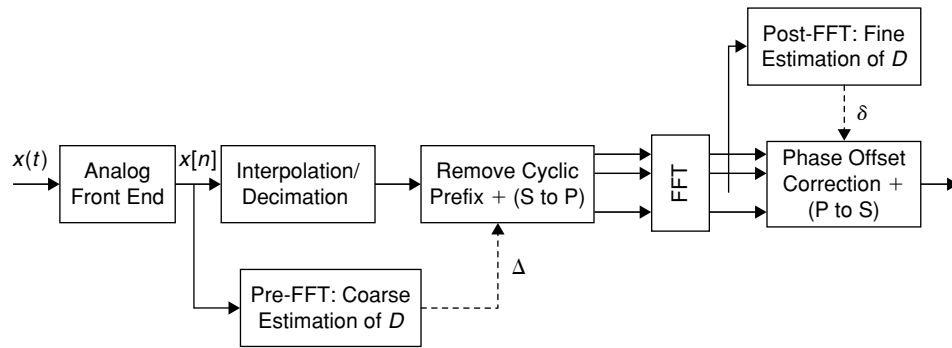 Post-FFT: Fine
Estimation of D
δ
x(t)
Analog
Front End
x[n]
Interpolation/
Decimation
Remove Cyclic
Prefix + (S to P)
FFT
Phase Offset
Correction +
(P to S)
Δ
Pre-FFT: Coarse
Estimation of D